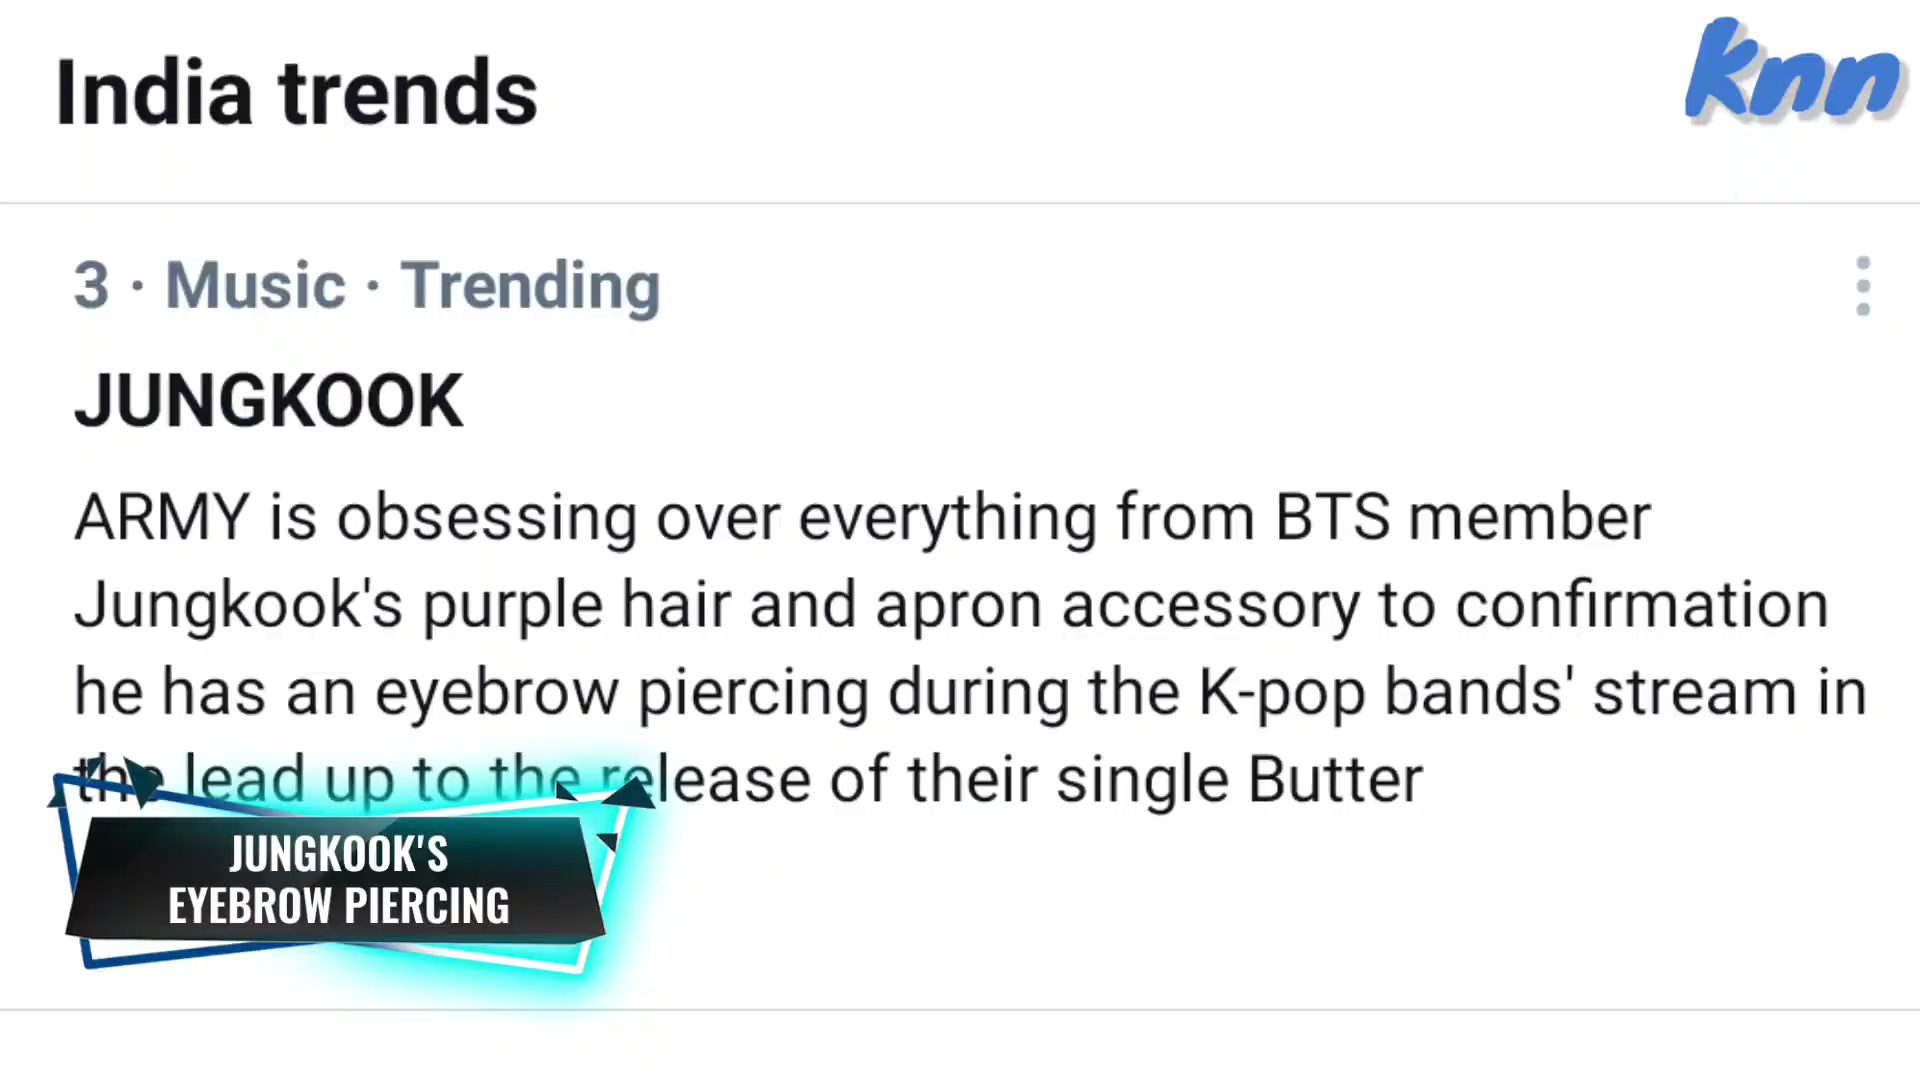 India trends
knn
3 · Music · Trending
JUNGKOOK
ARMY is obsessing over everything from BTS member
Jungkook's purple hair and apron accessory to confirmation
he has an eyebrow piercing during the K-pop bands' stream in
the lead up to the release of their single Butter
JUNGKOOK'S
EYEBROW PIERCING